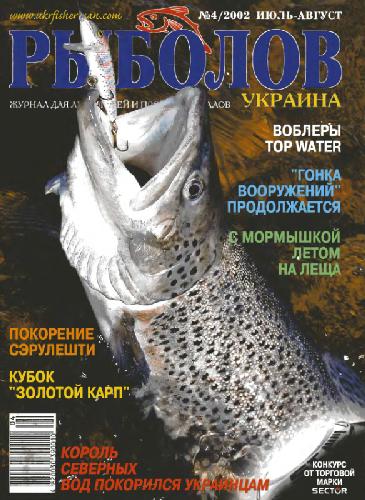 www.ukrfisherman.com
№4/2002 ИЮЛЬ-АВГУСТ
РЫБОЛОВ
УКРАИНА
ЖУРНАЛ ДЛЯ
ВОБЛЕРЫ
TOP WATER
"ГОНКА
ВООРУЖЕНИЙ"
ПРОДОЛЖАЕТСЯ
С МОРМЫШКОЙ
ЛЕТОМ
НА ЛЕЩА
ПОКОРЕНИЕ
СЭРУЛЕШТИ
КУБОК
"ЗОЛОТОЙ КАРП"
04
КОРОЛЬ
СЕВЕРНЫХ
ВОД ПОКОРИЛСЯ УКРАИНЦАМ
КОНКУРС
ОТ ТОРГОВОЙ
МАРКИ
SECTOR